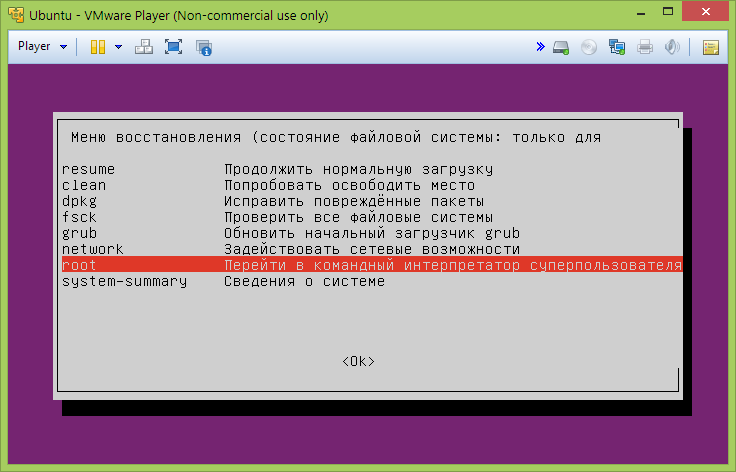 Ubuntu - VMware Player (Non-commercial use only)
Player
Меню восстановления (состояние файловой системы: только для
resume Продолжить нормальную загрузку
clean Попробовать освободить место
dpkg Исправить повреждённые пакеты
fsck Проверить все файловые системы
grub Обновить начальный загрузчик grub
network Задействовать сетевые возможности
root Перейти в командный интерпретатор суперпользователя
system-summary Сведения о системе
<Ok>